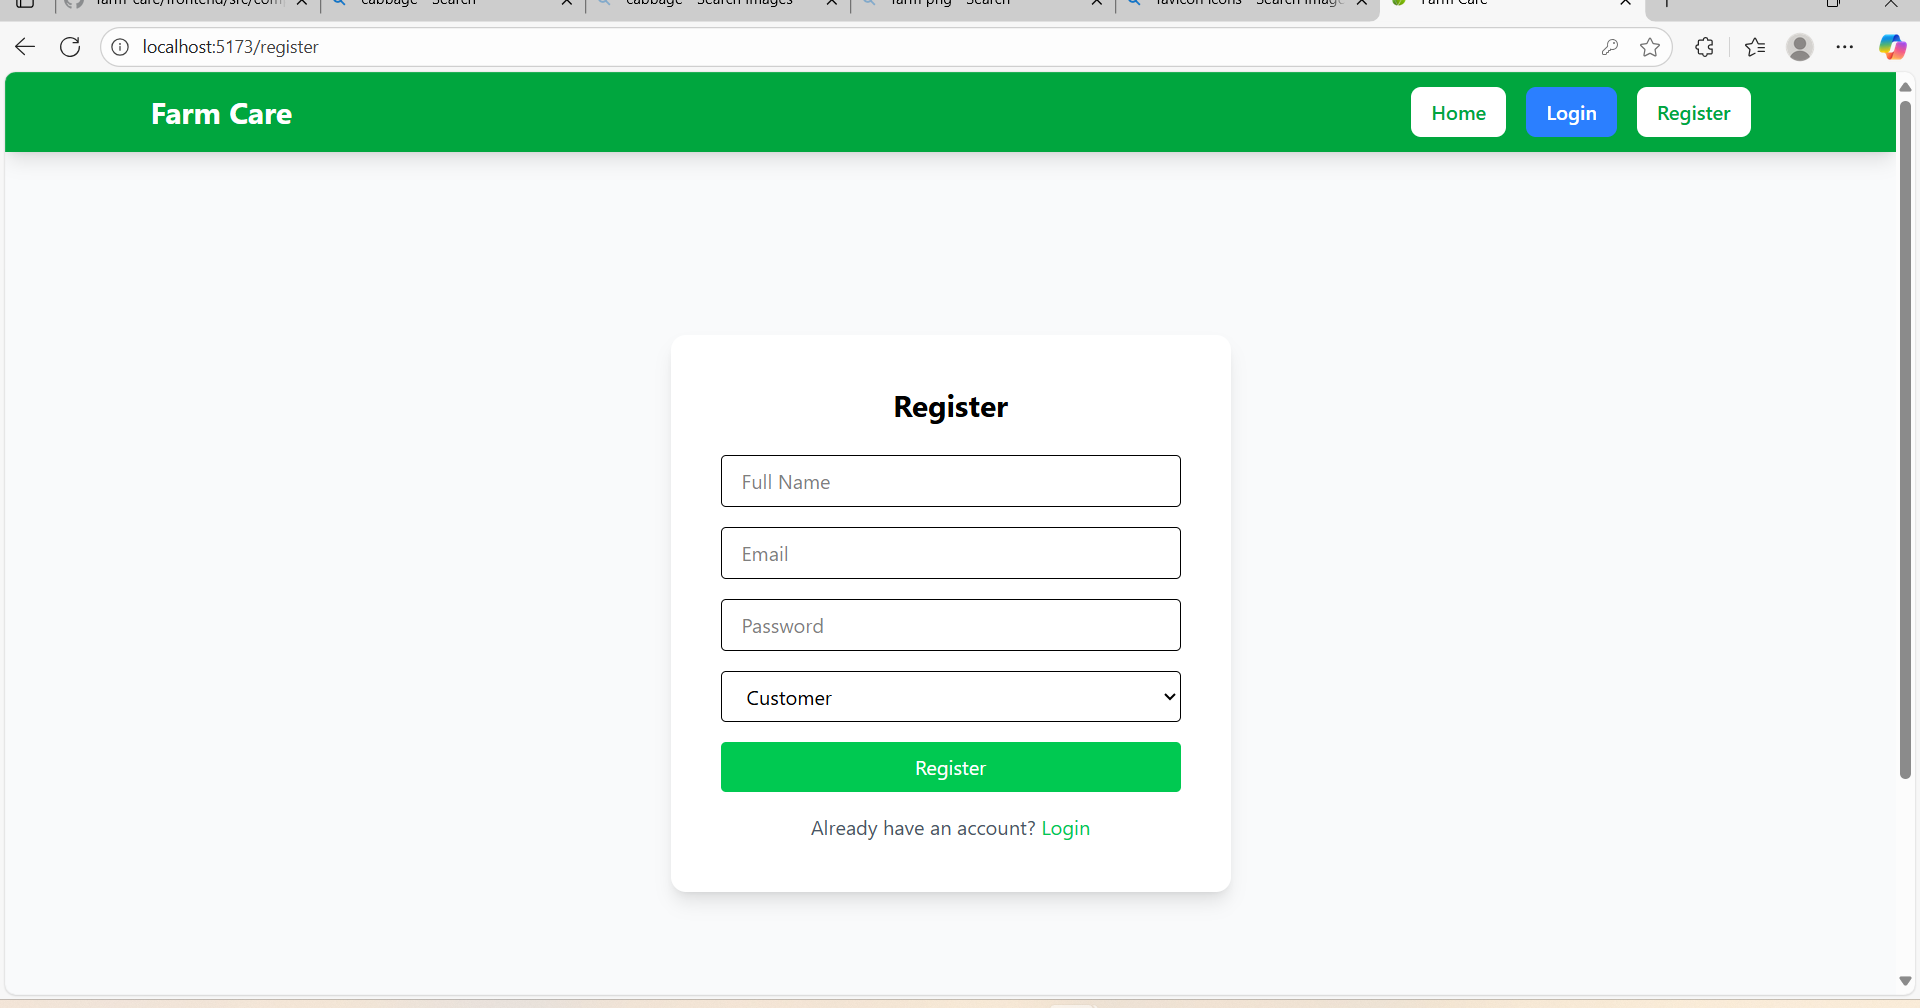 localhost:5173/register
Farm Care
Home
Login
Register
Register
Full Name
Email
Password
Customer
Register
Already have an account? Login